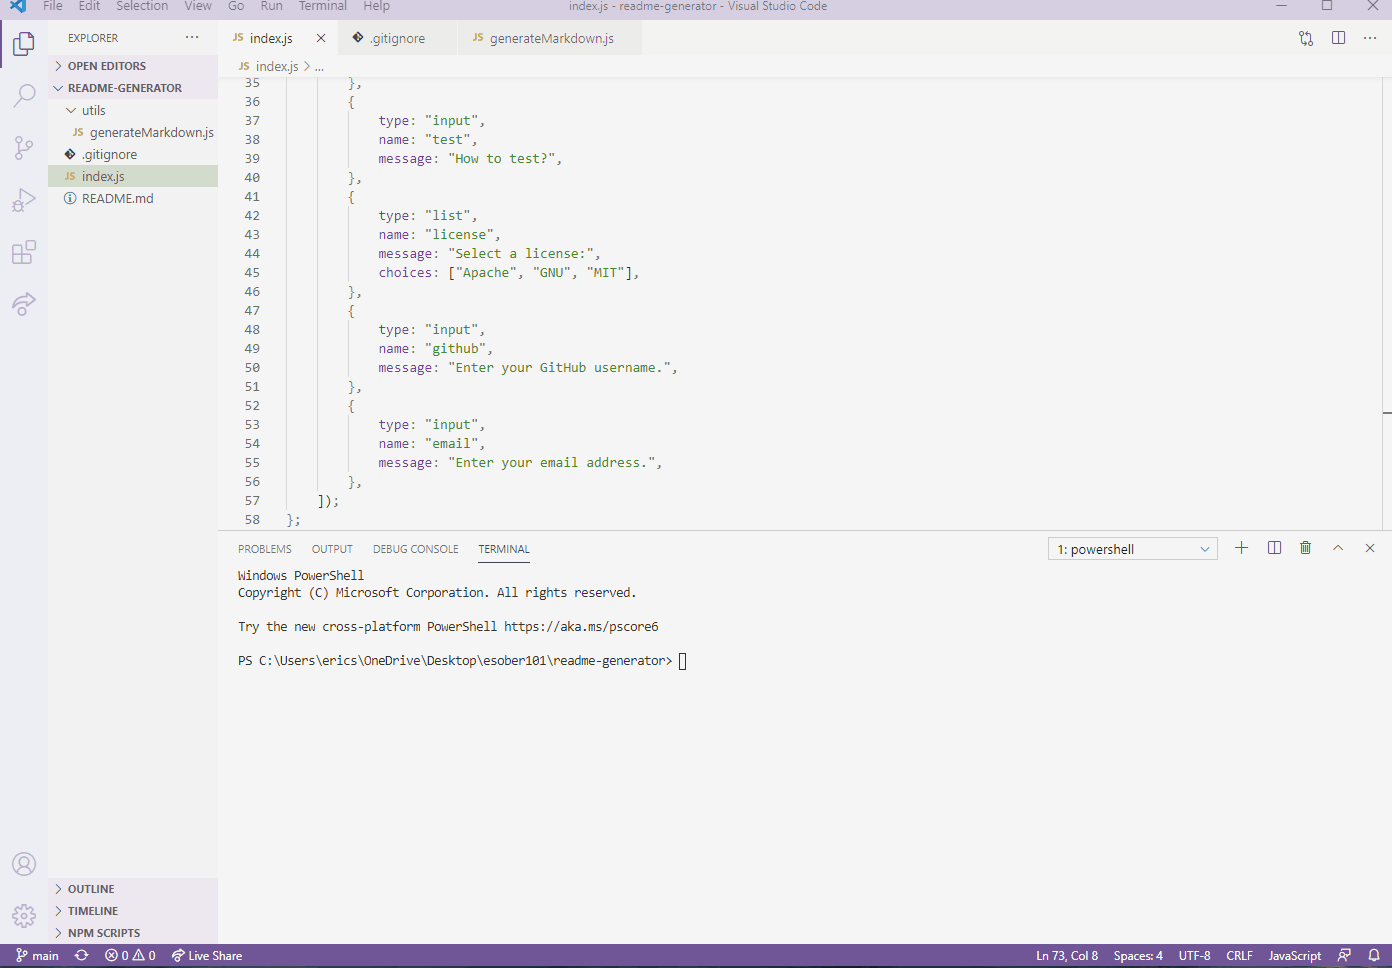 File Edit Selection View Go Run Terminal Help index.js - readme-generator - Visual Studio Code
EXPLORER ...
OPEN EDITORS
README-GENERATOR
utils
JS generateMarkdown.js
.gitignore
JS index.js
README.md
OUTLINE
TIMELINE
NPM SCRIPTS
JS index.js .gitignore JS generateMarkdown.js
JS index.js > ...
35 },
36 {
37 type: "input",
38 name: "test",
39 message: "How to test?",
40 },
41 {
42 type: "list",
43 name: "license",
44 message: "Select a license:",
45 choices: ["Apache", "GNU", "MIT"],
46 },
47 {
48 type: "input",
49 name: "github",
50 message: "Enter your GitHub username.",
51 },
52 {
53 type: "input",
54 name: "email",
55 message: "Enter your email address.",
56 },
57 ]);
58 };
PROBLEMS OUTPUT DEBUG CONSOLE TERMINAL 1: powershell
Windows PowerShell
Copyright (C) Microsoft Corporation. All rights reserved.
Try the new cross-platform PowerShell https://aka.ms/pscore6
PS C:\Users\erics\OneDrive\Desktop\esober101\readme-generator>
main 0 0 Live Share Ln 73, Col 8 Spaces: 4 UTF-8 CRLF JavaScript